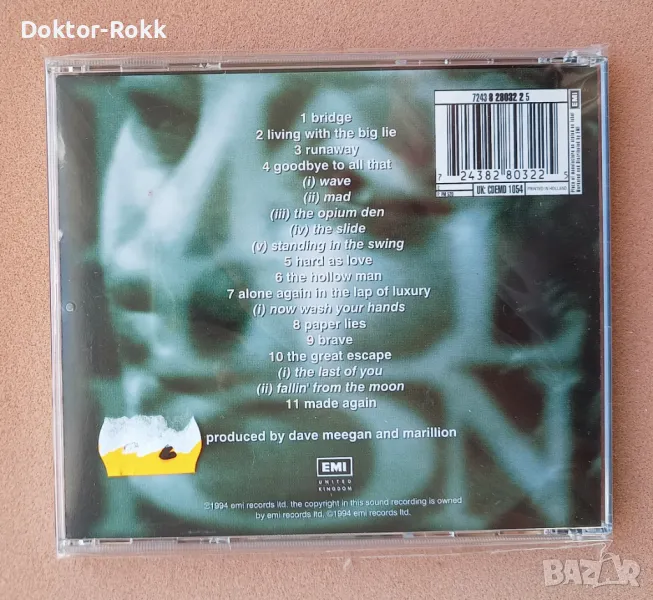 Doktor-Rokk
1 bridge
2 living with the big lie
3 runaway
4 goodbye to all that
(i) wave
(ii) mad
(iii) the opium den
(iv) the slide
(v) standing in the swing
5 hard as love
6 the hollow man
7 alone again in the lap of luxury
(i) now wash your hands
8 paper lies
9 brave
10 the great escape
(i) the last of you
(ii) fallin' from the moon
11 made again
produced by dave meegan and marillion
EMI
UNITED
KINGDOM
©1994 emi records ltd. the copyright in this sound recording is owned
by emi records ltd. ©1994 emi records ltd.
7243 8 28032 2 5
7 24382 80322 5
UK: CDEMD 1054
PRINTED IN HOLLAND
EMI
BAZAR